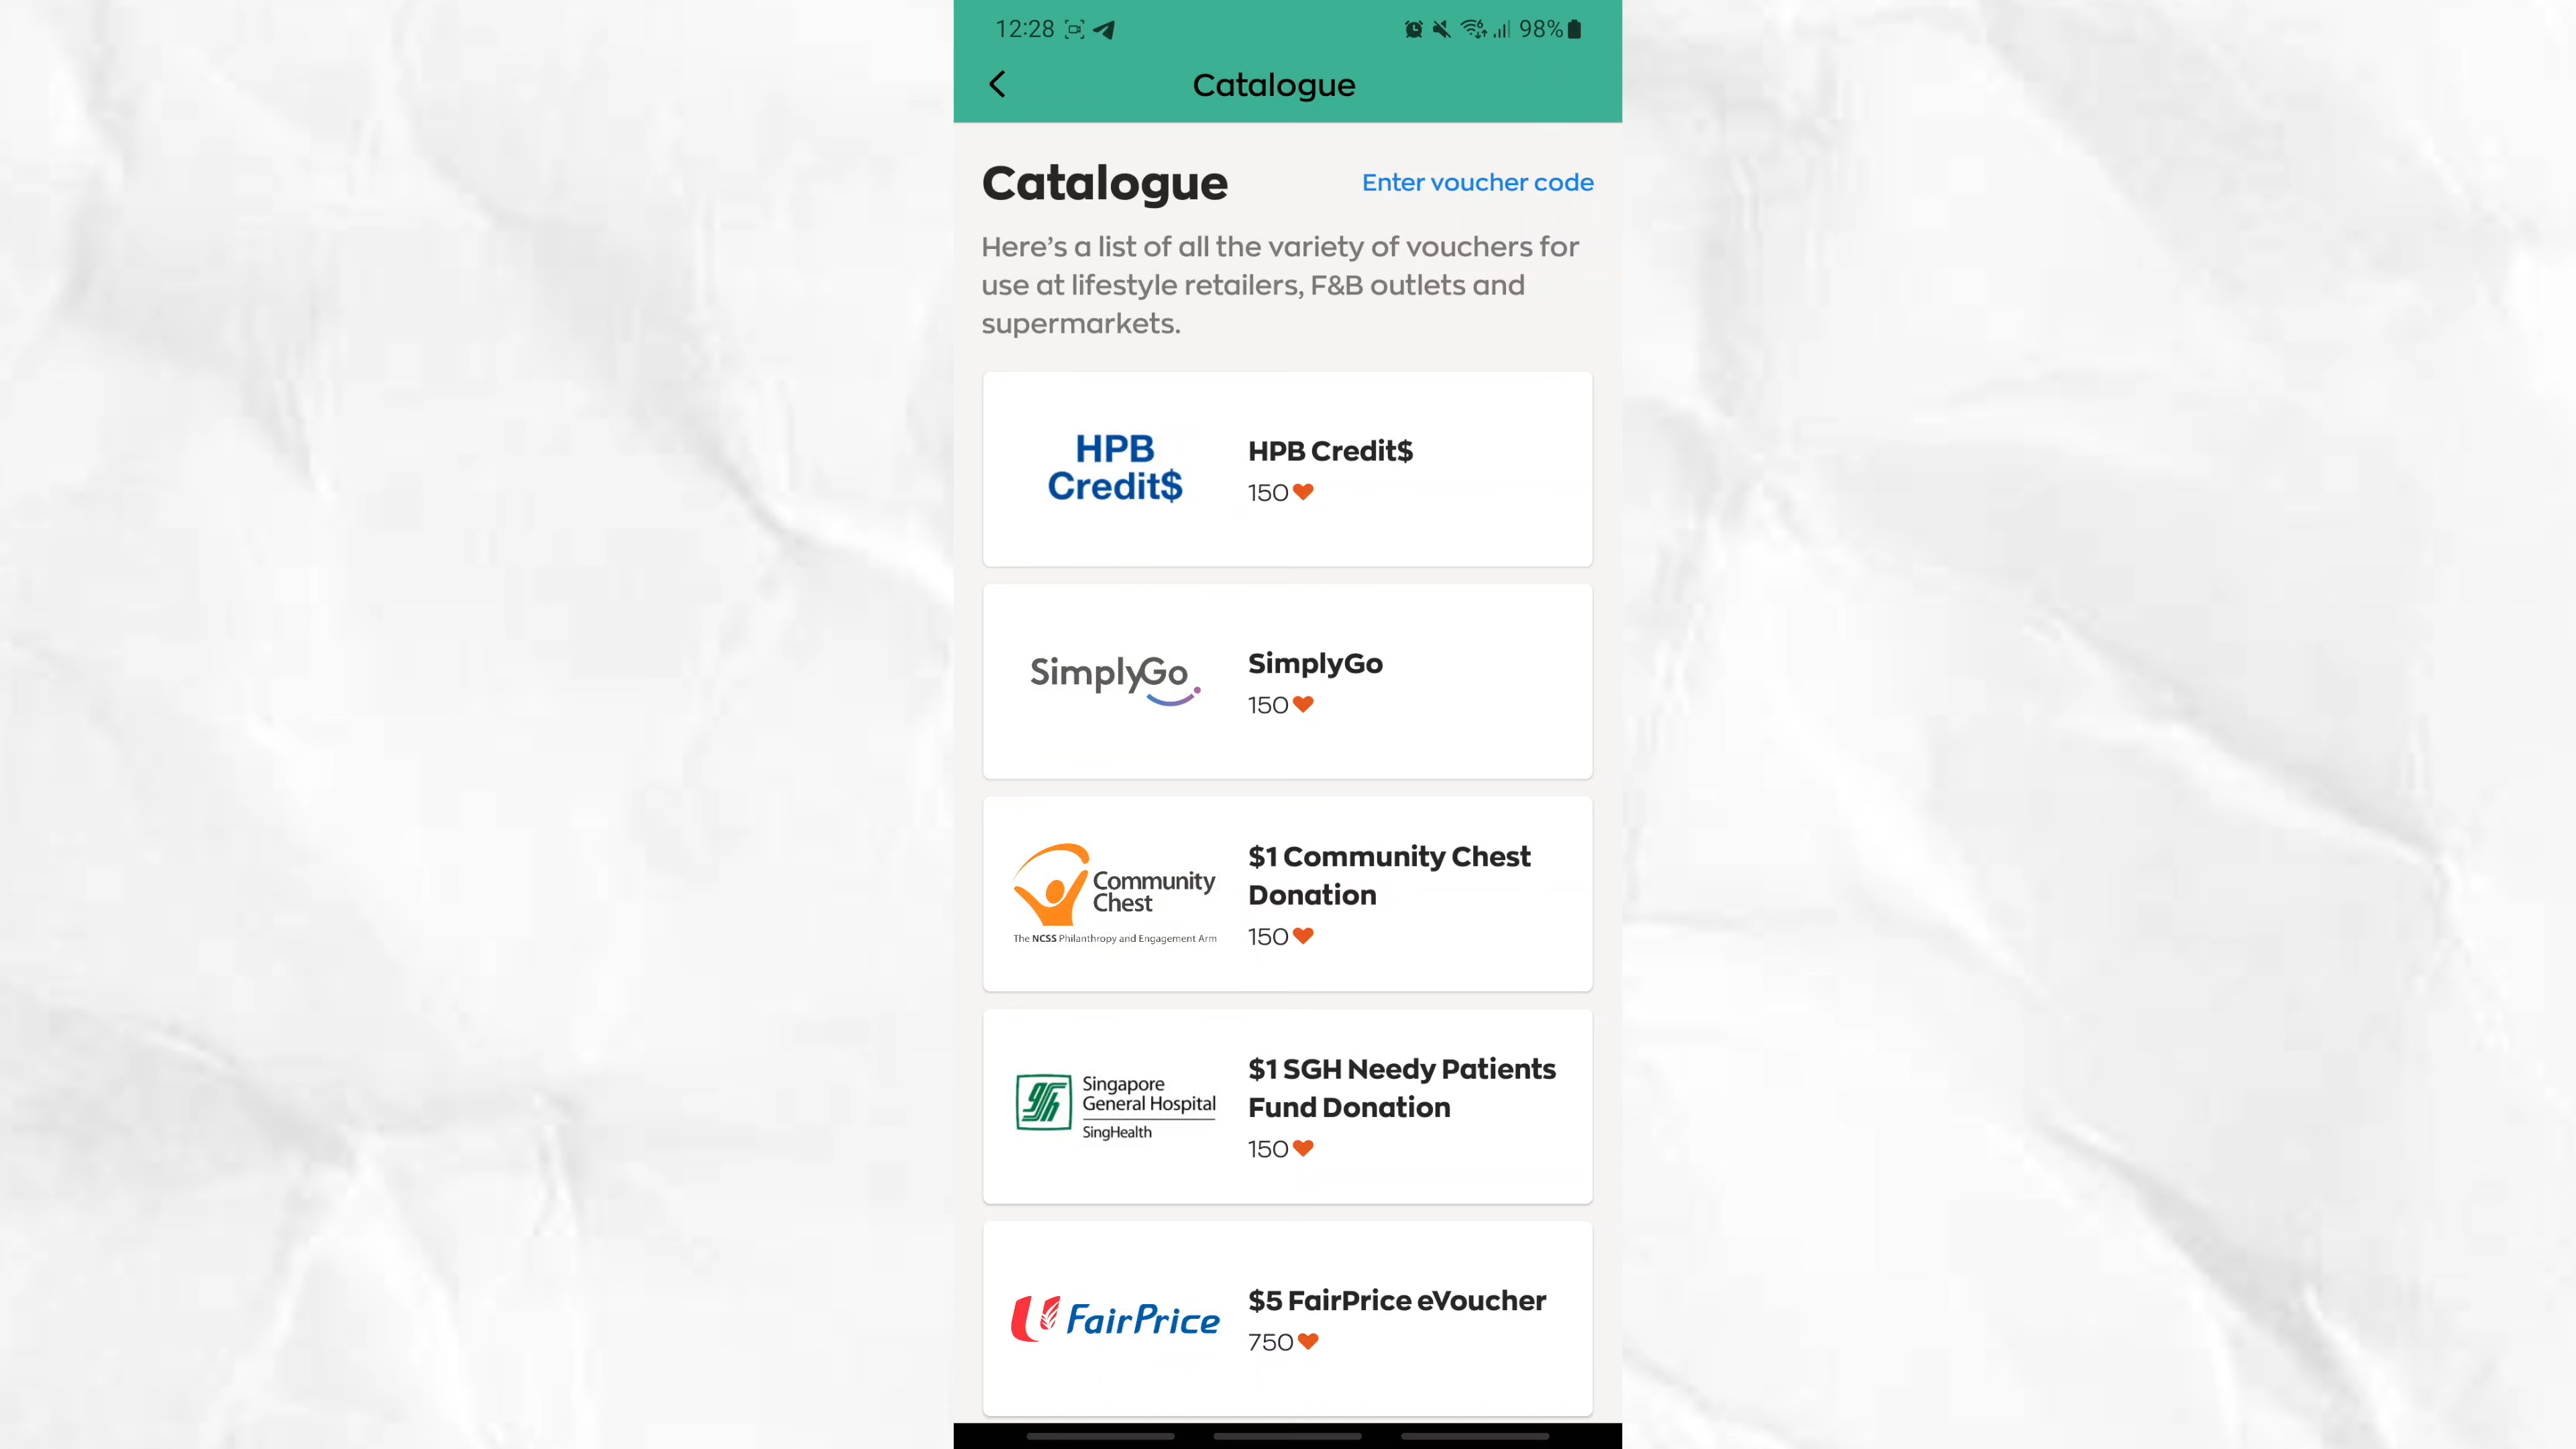 12:28
98%
Catalogue
Catalogue
Enter voucher code
Here's a list of all the variety of vouchers for
use at lifestyle retailers, F&B outlets and
supermarkets.
HPB
Credit$
HPB Credit$
150
SimplyGo
SimplyGo
150
Community
Chest
The NCSS Philanthropy and Engagement Arm
$1 Community Chest
Donation
150
Singapore
General Hospital
SingHealth
$1 SGH Needy Patients
Fund Donation
150
FairPrice
$5 FairPrice eVoucher
750